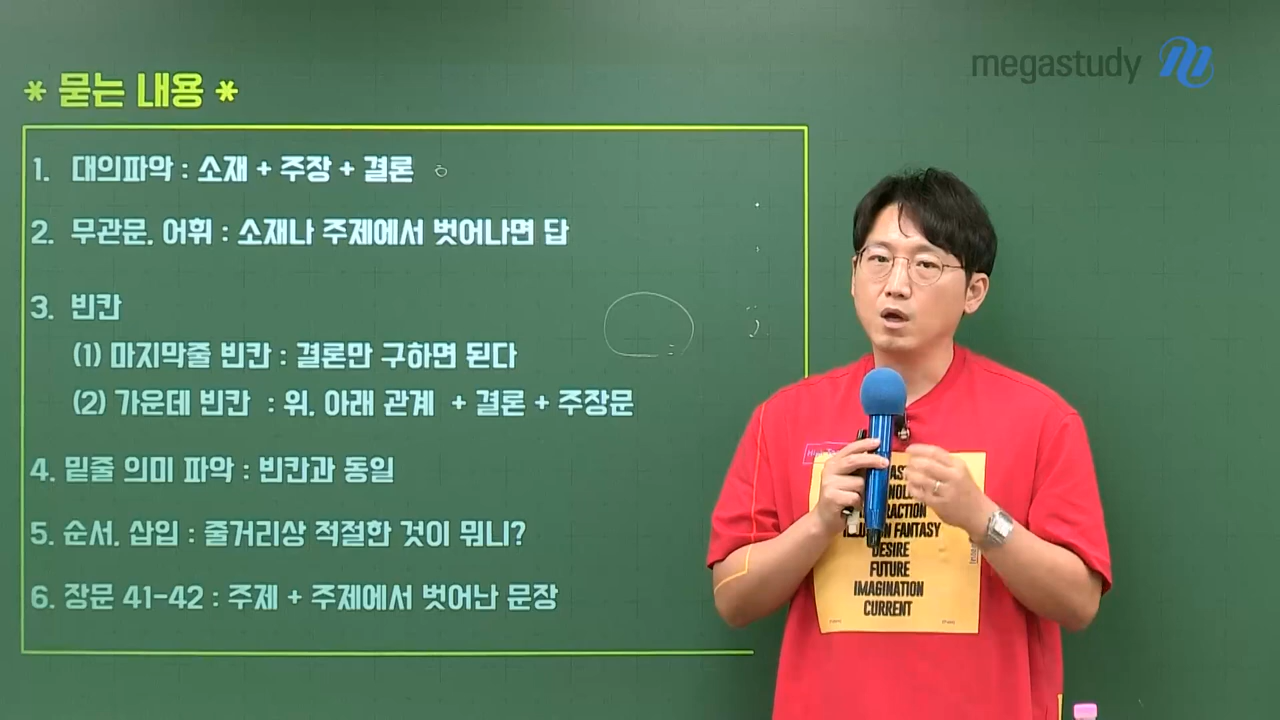 megastudy
* 묻는 내용 *
1. 대의파악 : 소재 + 주장 + 결론
2. 무관문, 어휘 : 소재나 주제에서 벗어나면 답
3. 빈칸
(1) 마지막줄 빈칸 : 결론만 구하면 된다
(2) 가운데 빈칸 : 위, 아래 관계 + 결론 + 주장문
4. 밑줄 의미 파악 : 빈칸과 동일
5. 순서, 삽입 : 줄거리상 적절한 것이 뭐니?
6. 장문 41-42 : 주제 + 주제에서 벗어난 문장
FANTASY
DESIRE
FUTURE
IMAGINATION
CURRENT